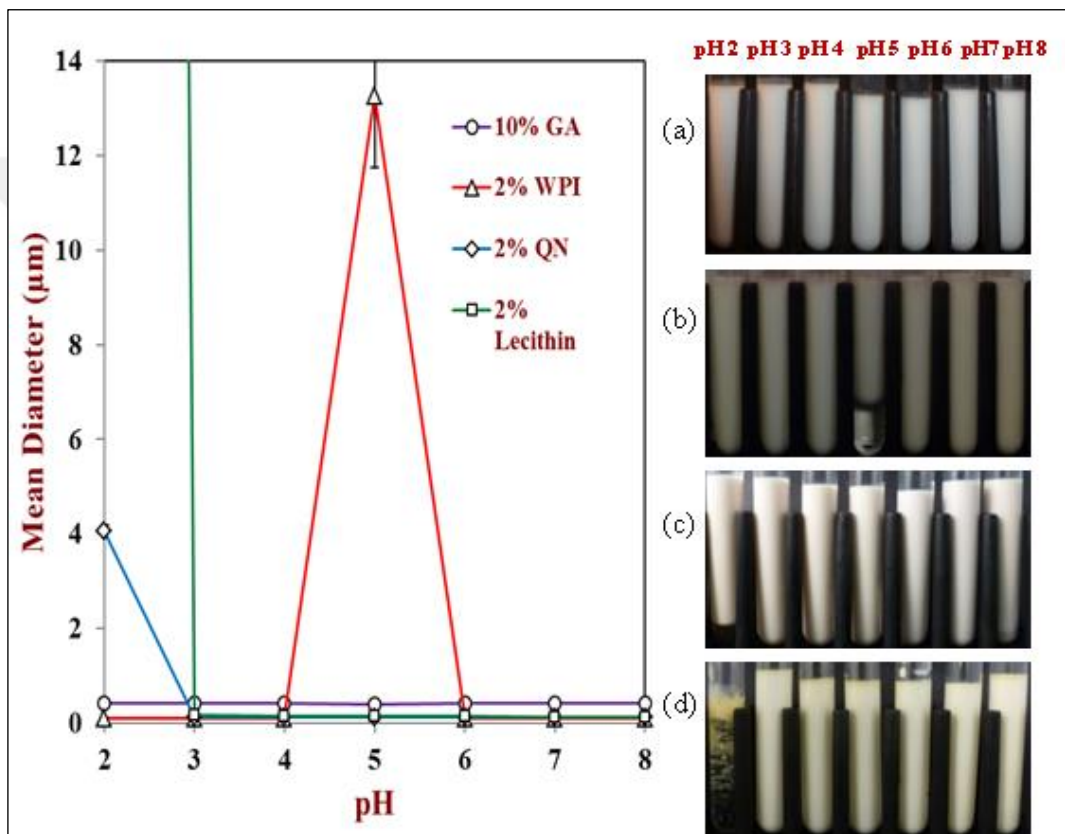 14
12
10
8
6
4
2
0
2 3 4 5 6 7 8
Mean Diameter (µm)
pH
10% GA
2% WPI
2% QN
2%
Lecithin
pH2 pH3 pH4 pH5 pH6 pH7 pH8
(a)
(b)
(c)
(d)